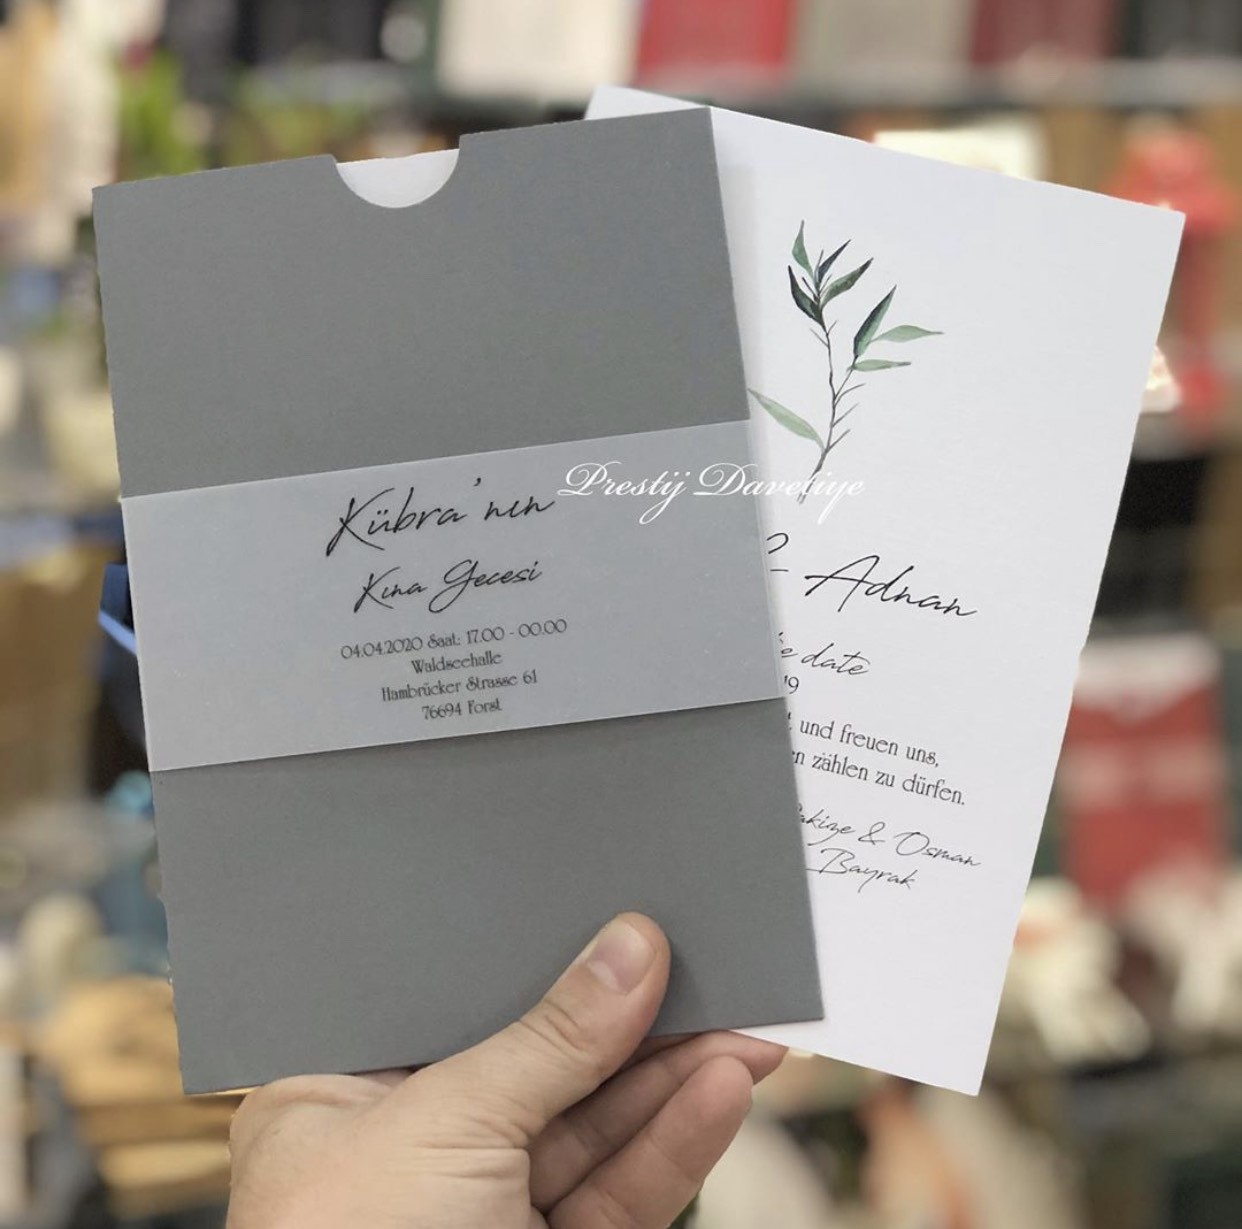 Kübra'nın
Kına Gecesi
04.04.2020 Saat: 17.00 - 00.00
Waldseehalle
Hambrücker Strasse 61
76694 Forst
Prestij Davetiye
& Adnan
date
und freuen uns,
zählen zu dürfen.
& Osman
Bayrak